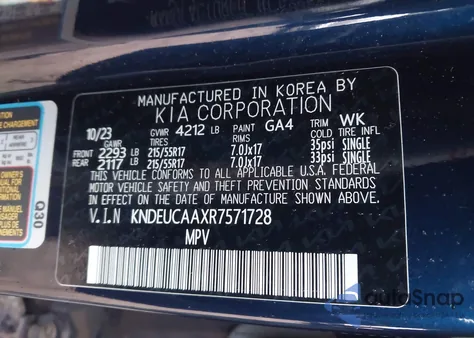 MANUFACTURED IN KOREA BY
KIA CORPORATION
10/23 GVWR 4212 LB PAINT GA4 TRIM WK
GAWR TIRES RIMS COLD
FRONT 2293 LB 215/55R17 7.0Jx17 35psi SINGLE
REAR 2117 LB 215/55R17 7.0Jx17 33psi SINGLE
THIS VEHICLE CONFORMS TO ALL APPLICABLE U.S.A. FEDERAL
MOTOR VEHICLE SAFETY AND THEFT PREVENTION STANDARDS
IN EFFECT ON THE DATE OF MANUFACTURE SHOWN ABOVE.
V.I.N KNDEUCAAXR7571728
MPV
Q30
autoSnap